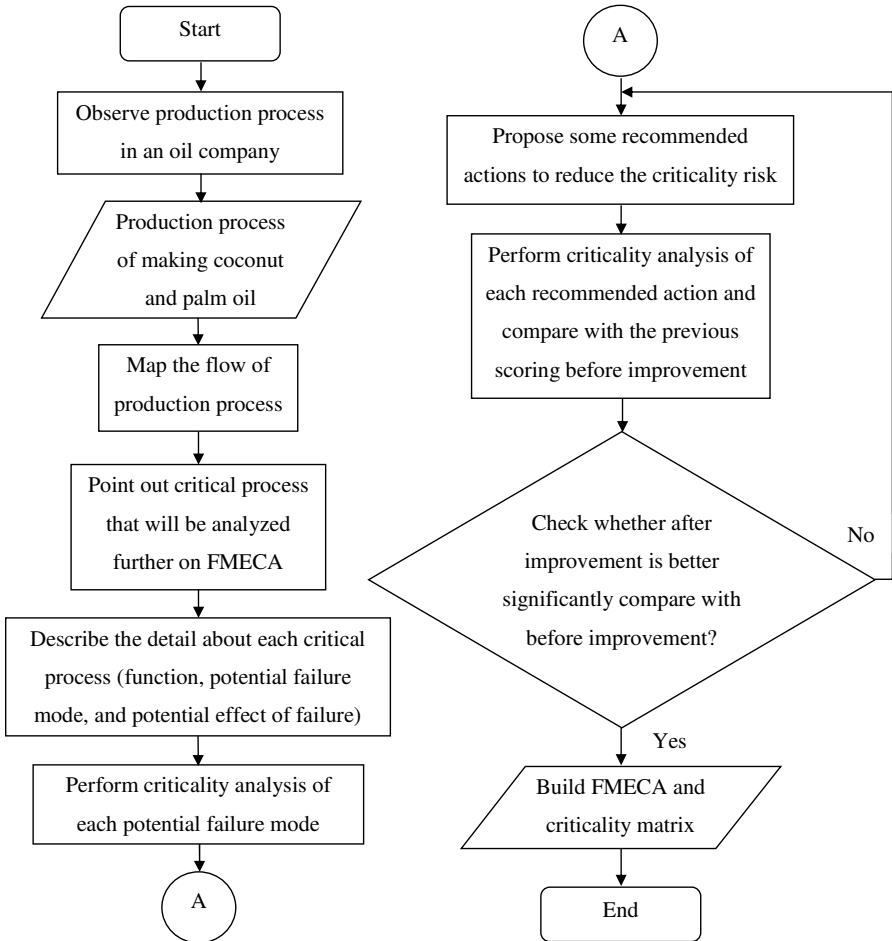 Start
Observe production process
in an oil company
Production process
of making coconut
and palm oil
Map the flow of
production process
Point out critical process
that will be analyzed
further on FMECA
Describe the detail about each critical
process (function, potential failure
mode, and potential effect of failure)
Perform criticality analysis of
each potential failure mode
A
A
Propose some recommended
actions to reduce the criticality risk
Perform criticality analysis of
each recommended action and
compare with the previous
scoring before improvement
Check whether after
improvement is better
significantly compare with
before improvement?
No
Yes
Build FMECA and
criticality matrix
End